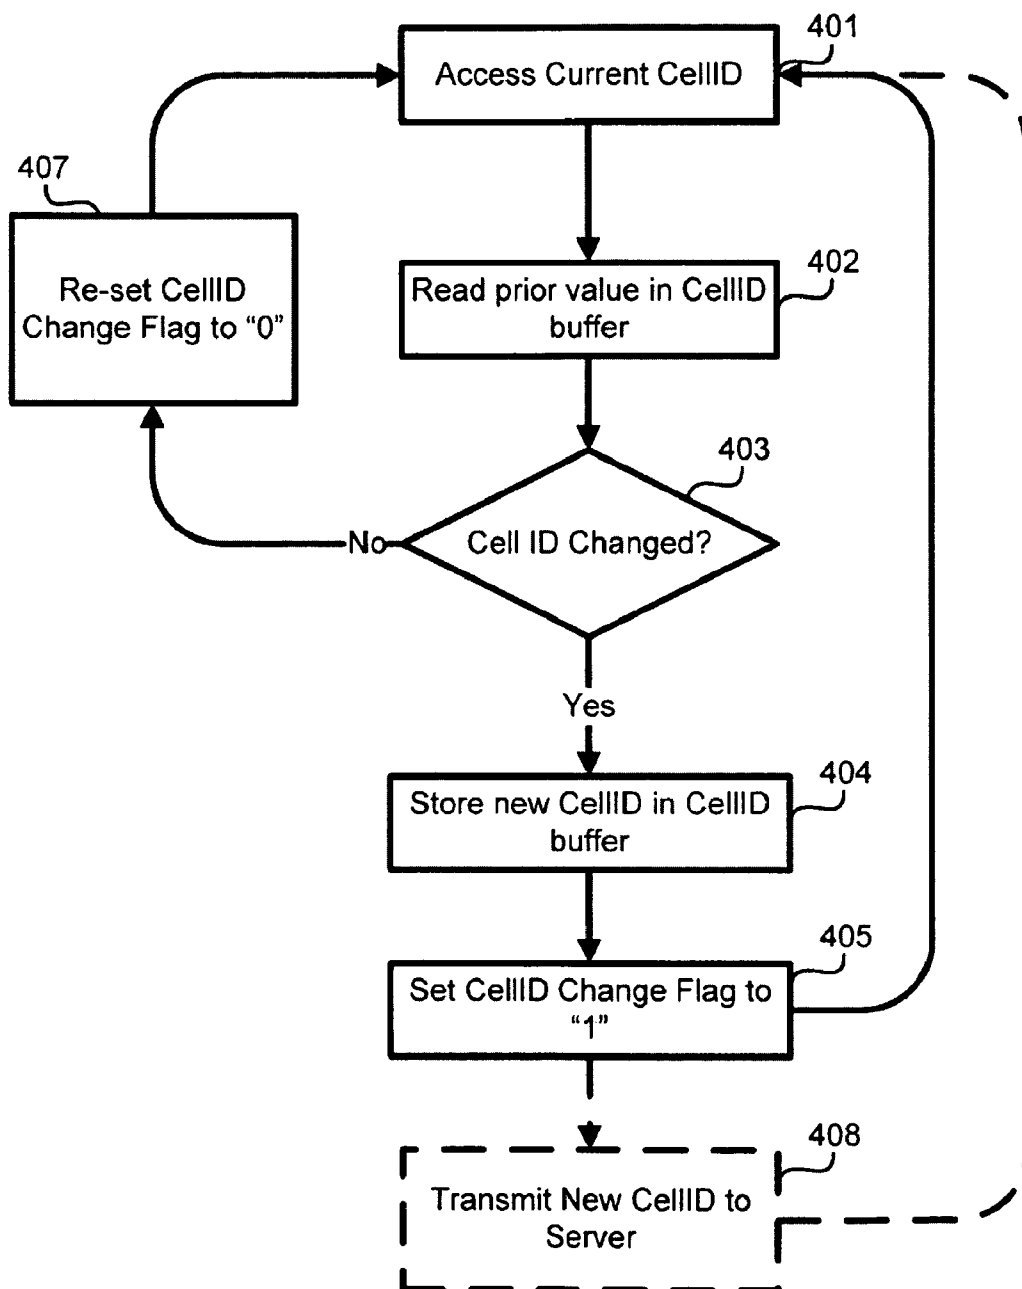 401
Access Current CellID
407
Re-set CellID
Change Flag to “0”
402
Read prior value in CellID
buffer
403
Cell ID Changed?
No
Yes
404
Store new CellID in CellID
buffer
405
Set CellID Change Flag to
“1”
408
Transmit New CellID to
Server